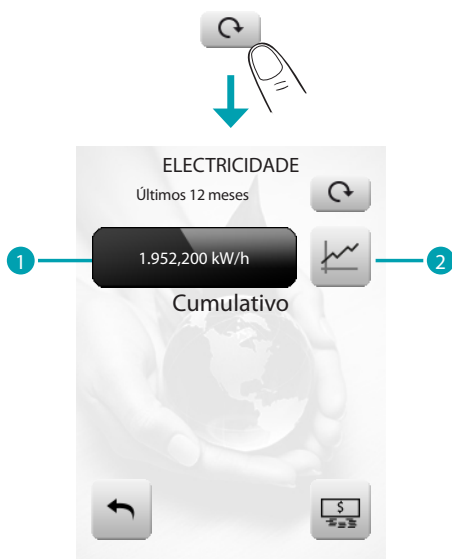 ELECTRICIDADE
Últimos 12 meses
1
1.952,200 kW/h
2
Cumulativo
$